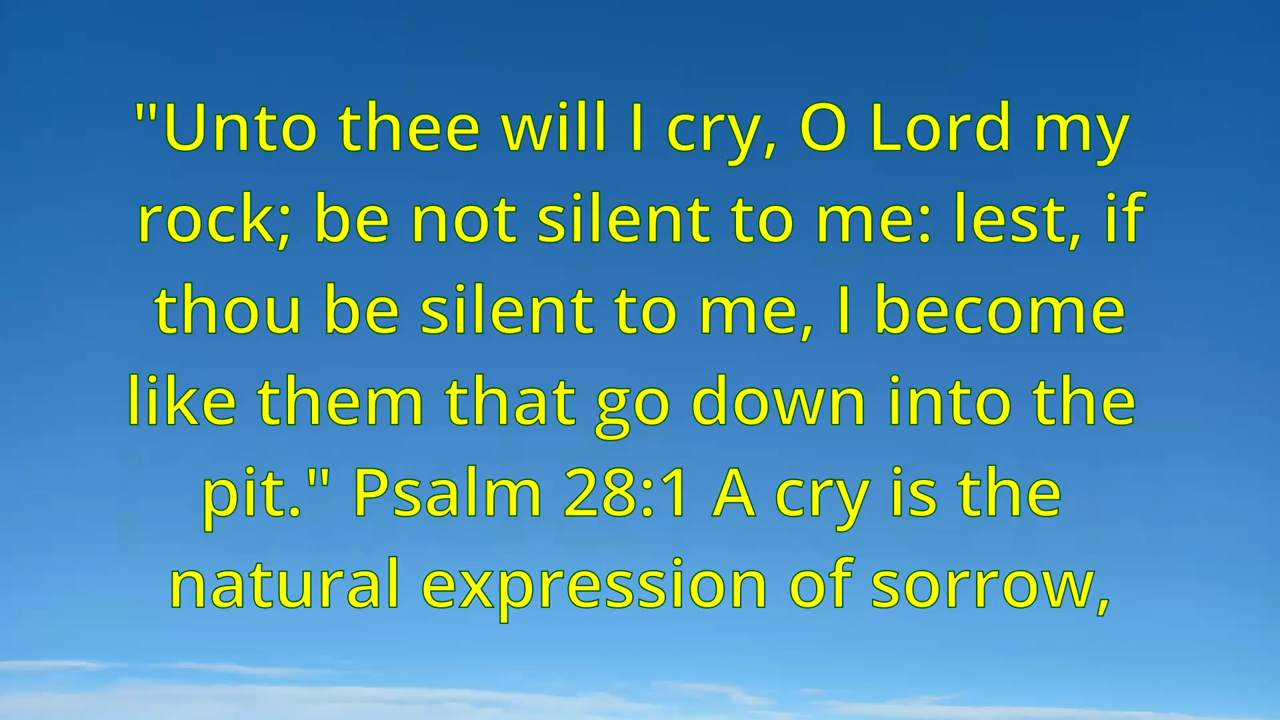 "Unto thee will I cry, O Lord my
rock; be not silent to me: lest, if
thou be silent to me, I become
like them that go down into the
pit." Psalm 28:1 A cry is the
natural expression of sorrow,